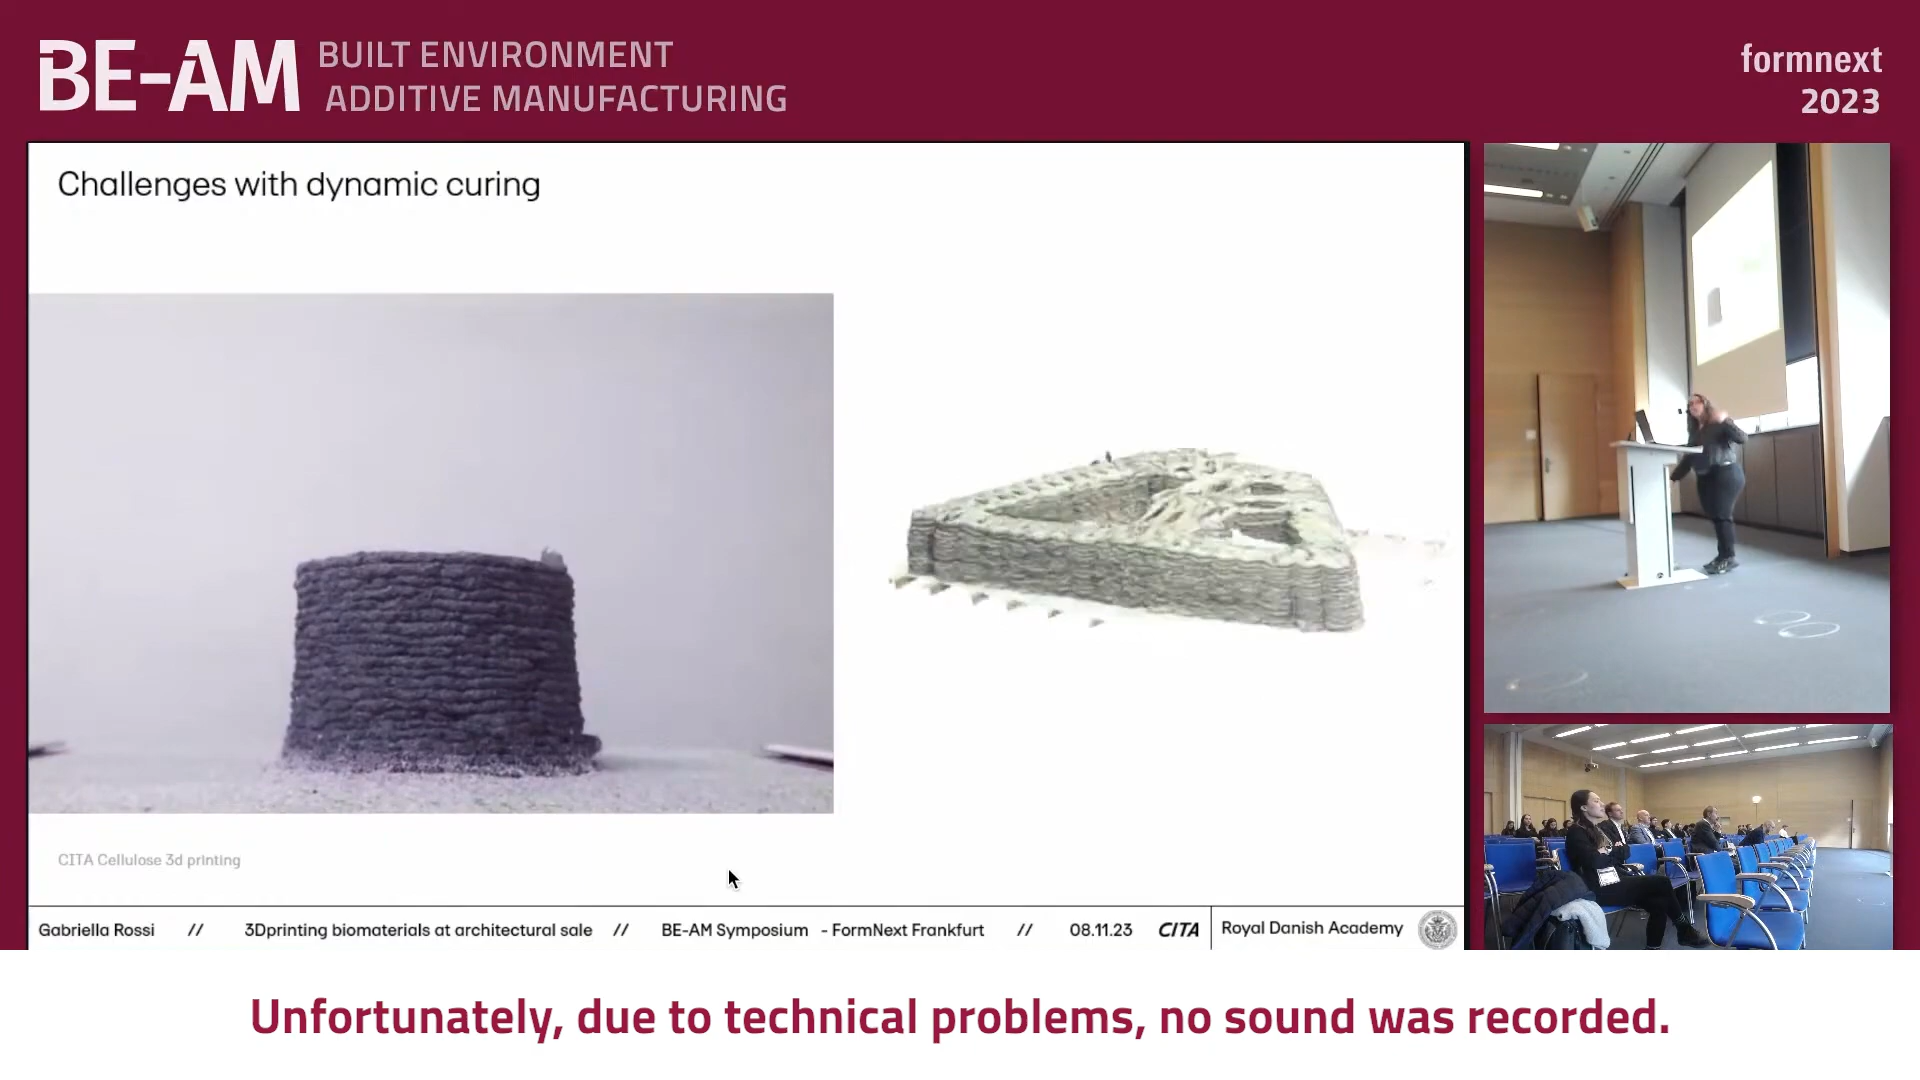 BE-AM BUILT ENVIRONMENT
ADDITIVE MANUFACTURING
formnext
2023
Challenges with dynamic curing
CITA Cellulose 3d printing
Gabriella Rossi // 3Dprinting biomaterials at architectural sale // BE-AM Symposium - FormNext Frankfurt // 08.11.23 CITA Royal Danish Academy
Unfortunately, due to technical problems, no sound was recorded.